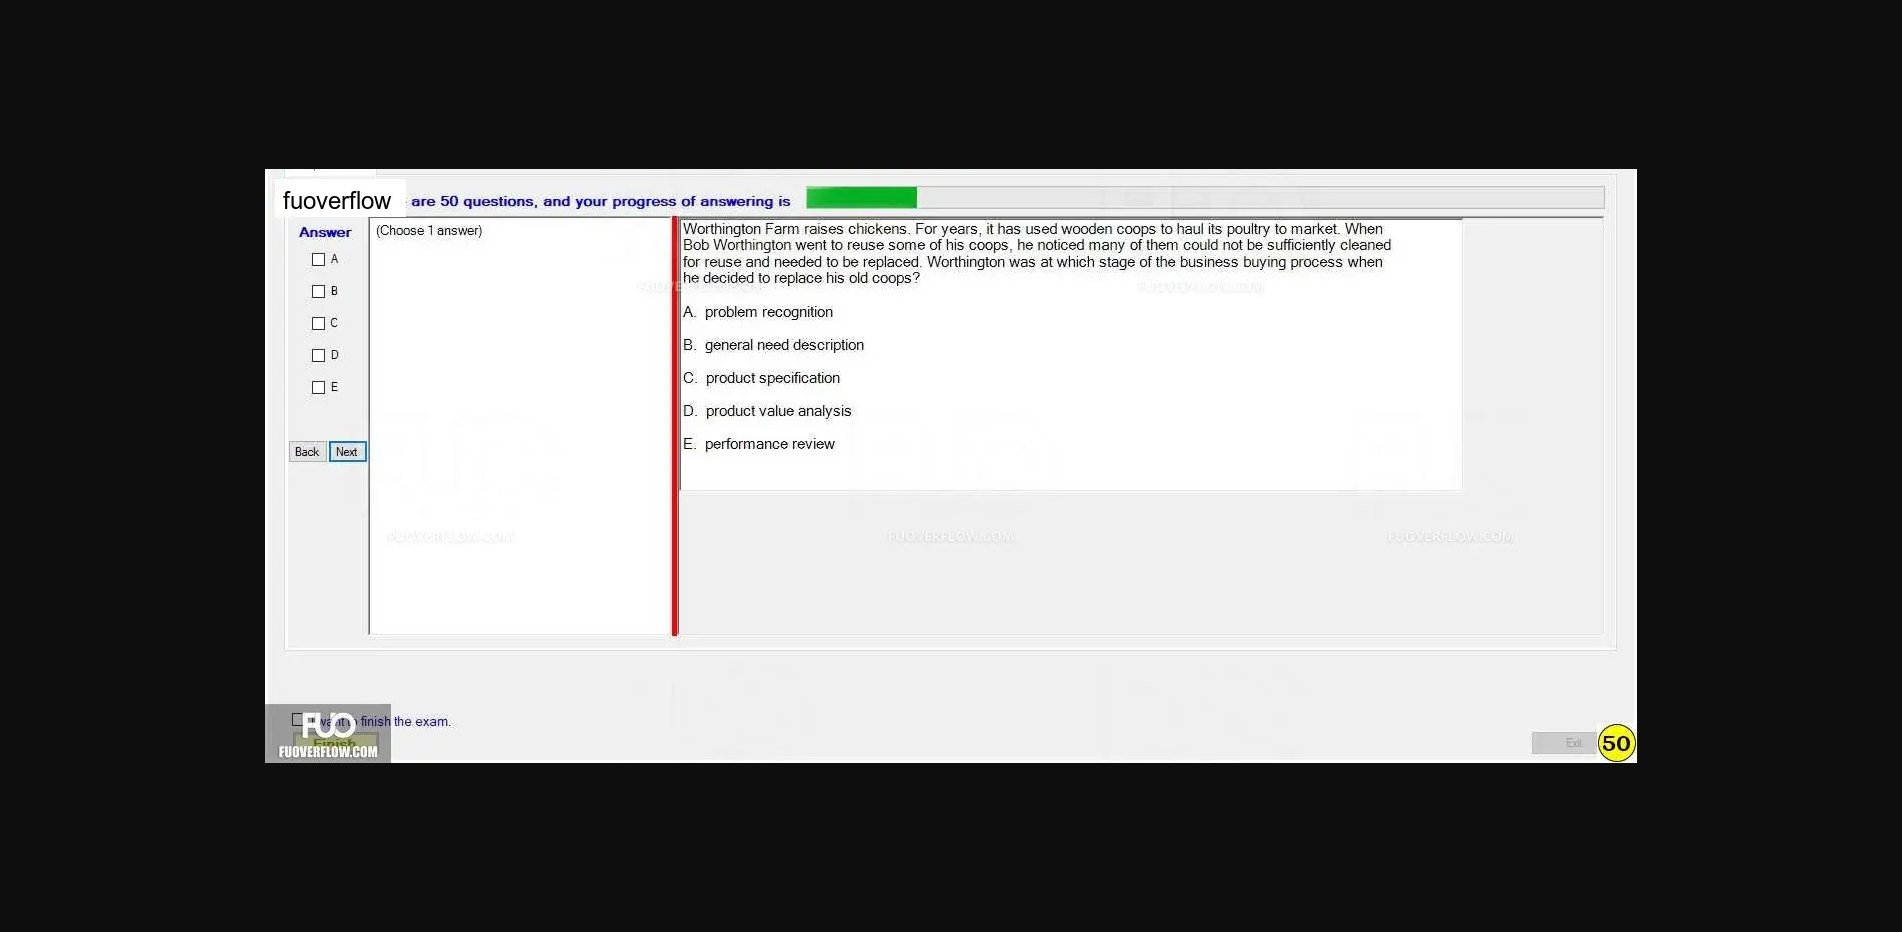 fuoverflow are 50 questions, and your progress of answering is
Answer
(Choose 1 answer)
A
B
C
D
E
Back Next
Worthington Farm raises chickens. For years, it has used wooden coops to haul its poultry to market. When
Bob Worthington went to reuse some of his coops, he noticed many of them could not be sufficiently cleaned
for reuse and needed to be replaced. Worthington was at which stage of the business buying process when
he decided to replace his old coops?
A. problem recognition
B. general need description
C. product specification
D. product value analysis
E. performance review
FUOVERFLOW.COM
FUOVERFLOW.COM
FUOVERFLOW.COM
FUOVERFLOW.COM
I want to finish the exam.
Finish
FUO
FUOVERFLOW.COM
Exit
50